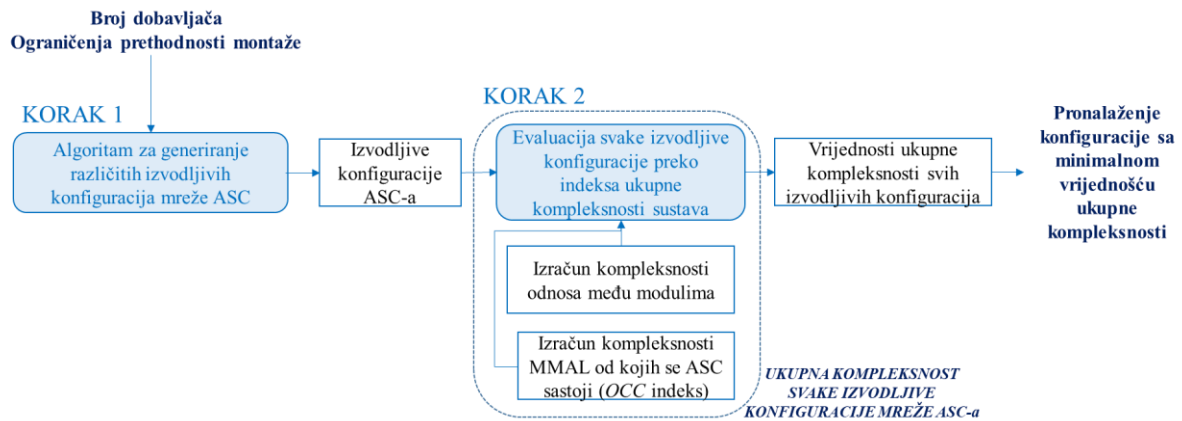 Broj dobavljača
Ograničenja prethodnosti montaže
KORAK 1
Algoritam za generiranje
različitih izvodljivih
konfiguracija mreže ASC
Izvodljive
konfiguracije
ASC-a
KORAK 2
Evaluacija svake izvodljive
konfiguracije preko
indeksa ukupne
kompleksnosti sustava
Izračun kompleksnosti
odnosa među modulima
Izračun kompleksnosti
MMAL od kojih se ASC
sastoji (OCC indeks)
UKUPNA KOMPLEKSNOST
SVAKE IZVODLJIVE
KONFIGURACIJE MREŽE ASC-a
Vrijednosti ukupne
kompleksnosti svih
izvodljivih konfiguracija
Pronalaženje
konfiguracije sa
minimalnom
vrijednošću
ukupne
kompleksnosti